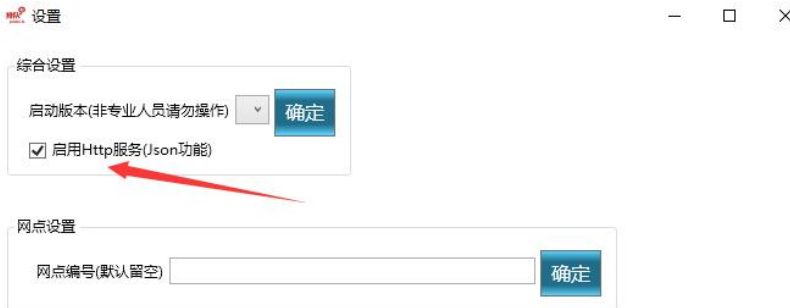 设置
综合设置
启动版本(非专业人员请勿操作) 确定
启用Http服务(Json功能)
网点设置
网点编号(默认留空) 确定